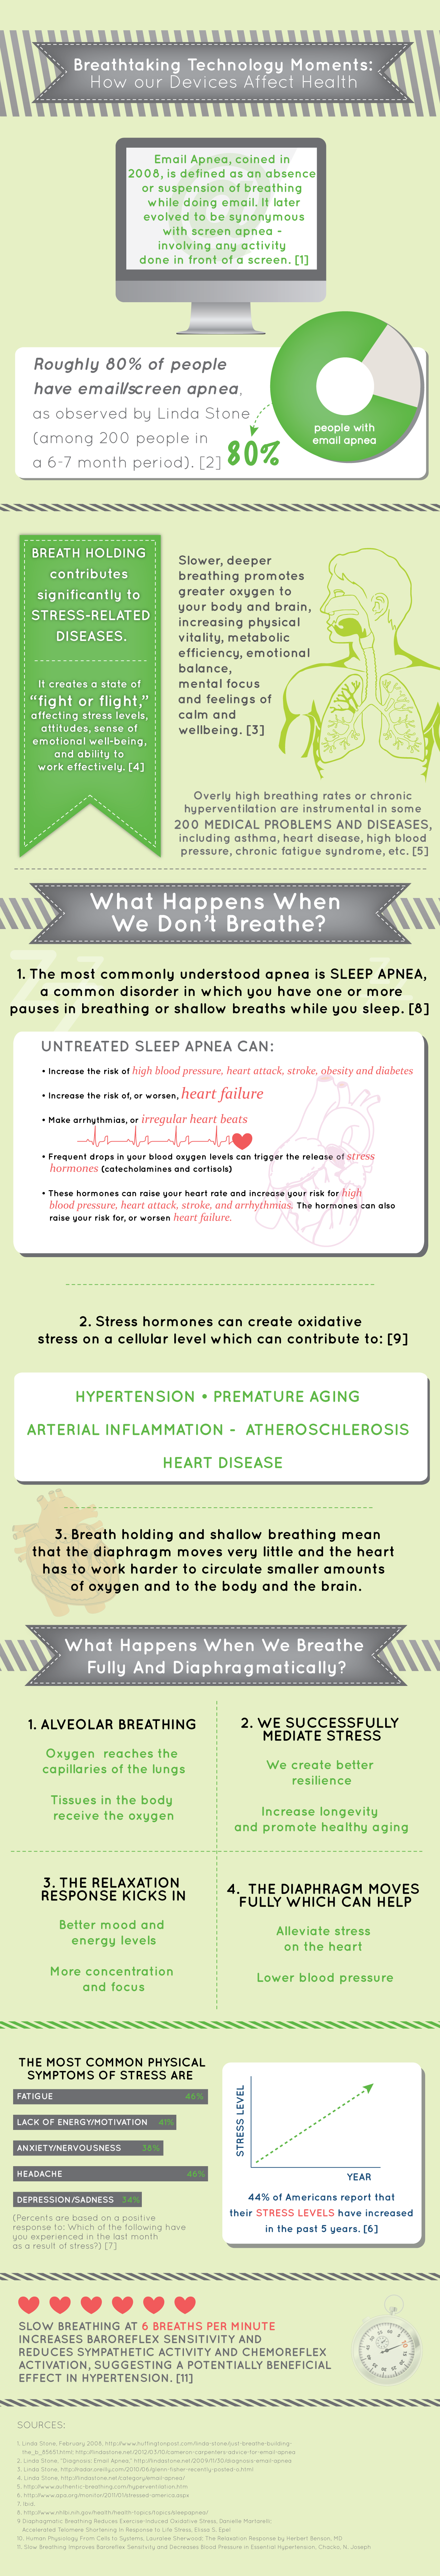 Breathtaking Technology Moments:
How our Devices Affect Health
Email Apnea, coined in
2008, is defined as an absence
or suspension of breathing
while doing email. It later
evolved to be synonymous
with screen apnea -
involving any activity
done in front of a screen. [1]
Roughly 80% of people
have email/screen apnea,
as observed by Linda Stone
(among 200 people in
a 6-7 month period). [2]
80%
people with
email apnea
BREATH HOLDING
contributes
significantly to
STRESS-RELATED
DISEASES.
It creates a state of
“fight or flight,”
affecting stress levels,
attitudes, sense of
emotional well-being,
and ability to
work effectively. [4]
Slower, deeper
breathing promotes
greater oxygen to
your body and brain,
increasing physical
vitality, metabolic
efficiency, emotional
balance,
mental focus
and feelings of
calm and
wellbeing. [3]
Overly high breathing rates or chronic
hyperventilation are instrumental in some
200 MEDICAL PROBLEMS AND DISEASES,
including asthma, heart disease, high blood
pressure, chronic fatigue syndrome, etc. [5]
What Happens When
We Don't Breathe?
1. The most commonly understood apnea is SLEEP APNEA,
a common disorder in which you have one or more
pauses in breathing or shallow breaths while you sleep. [8]
UNTREATED SLEEP APNEA CAN:
• Increase the risk of high blood pressure, heart attack, stroke, obesity and diabetes
• Increase the risk of, or worsen, heart failure
• Make arrhythmias, or irregular heart beats
• Frequent drops in your blood oxygen levels can trigger the release of stress
hormones (catecholamines and cortisols)
• These hormones can raise your heart rate and increase your risk for high
blood pressure, heart attack, stroke, and arrhythmias. The hormones can also
raise your risk for, or worsen heart failure.
2. Stress hormones can create oxidative
stress on a cellular level which can contribute to: [9]
HYPERTENSION • PREMATURE AGING
ARTERIAL INFLAMMATION - ATHEROSCHLEROSIS
HEART DISEASE
3. Breath holding and shallow breathing mean
that the diaphragm moves very little and the heart
has to work harder to circulate smaller amounts
of oxygen and to the body and the brain.
What Happens When We Breathe
Fully And Diaphragmatically?
1. ALVEOLAR BREATHING
Oxygen reaches the
capillaries of the lungs
Tissues in the body
receive the oxygen
2. WE SUCCESSFULLY
MEDIATE STRESS
We create better
resilience
Increase longevity
and promote healthy aging
3. THE RELAXATION
RESPONSE KICKS IN
Better mood and
energy levels
More concentration
and focus
4. THE DIAPHRAGM MOVES
FULLY WHICH CAN HELP
Alleviate stress
on the heart
Lower blood pressure
THE MOST COMMON PHYSICAL
SYMPTOMS OF STRESS ARE
FATIGUE 46%
LACK OF ENERGY/MOTIVATION 41%
ANXIETY/NERVOUSNESS 36%
HEADACHE 46%
DEPRESSION/SADNESS 34%
(Percents are based on a positive
response to: Which of the following have
you experienced in the last month
as a result of stress?) [7]
STRESS LEVEL
YEAR
44% of Americans report that
their STRESS LEVELS have increased
in the past 5 years. [6]
SLOW BREATHING AT 6 BREATHS PER MINUTE
INCREASES BAROREFLEX SENSITIVITY AND
REDUCES SYMPATHETIC ACTIVITY AND CHEMOREFLEX
ACTIVATION, SUGGESTING A POTENTIALLY BENEFICIAL
EFFECT IN HYPERTENSION. [11]
SOURCES:
1. Linda Stone, February 2008, http://www.huffingtonpost.com/linda-stone/just-breathe-building-
the_b_85651.html; http://lindastone.net/2012/03/10/cameron-carpenters-advice-for-email-apnea
2. Linda Stone, "Diagnosis: Email Apnea," http://lindastone.net/2009/11/30/diagnosis-email-apnea
3. Linda Stone, http://radar.oreilly.com/2010/06/glenn-fisher-recently-posted-a.html
4. Linda Stone, http://lindastone.net/category/email-apnea/
5. http://www.authentic-breathing.com/hyperventilation.htm
6. http://www.apa.org/monitor/2011/01/stressed-america.aspx
7. Ibid.
8. http://www.nhlbi.nih.gov/health/health-topics/topics/sleepapnea/
9 Diaphragmatic Breathing Reduces Exercise-Induced Oxidative Stress, Danielle Martarelli;
Accelerated Telomere Shortening In Response to Life Stress, Elissa S. Epel
10. Human Physiology From Cells to Systems, Lauralee Sherwood; The Relaxation Response by Herbert Benson, MD
11. Slow Breathing Improves Baroreflex Sensitivity and Decreases Blood Pressure in Essential Hypertension, Chacko, N. Joseph